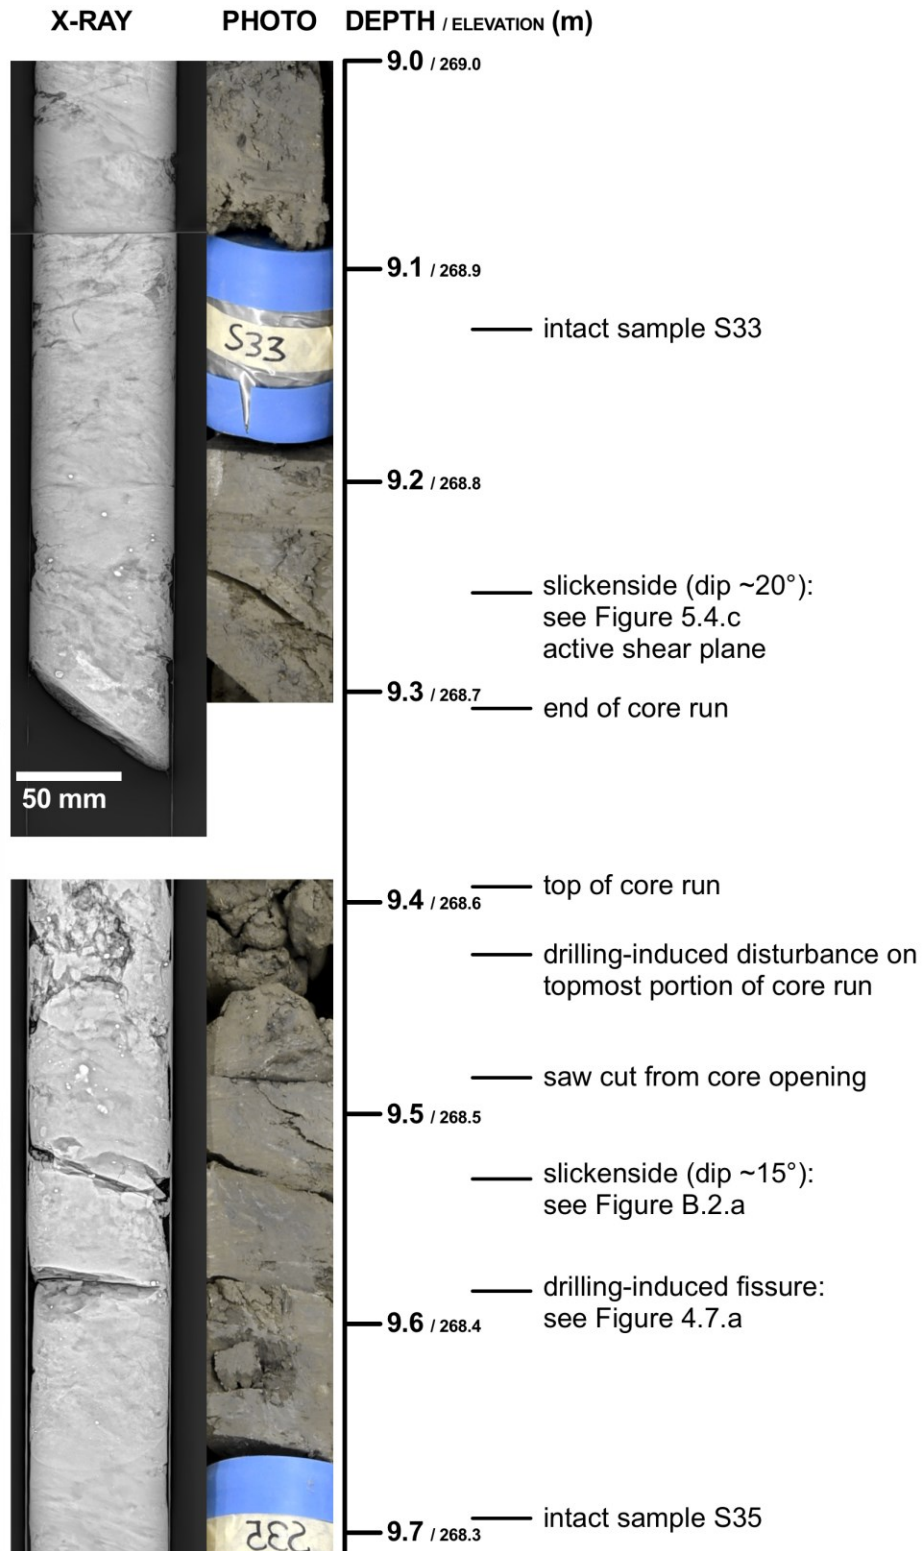 X-RAY PHOTO DEPTH / ELEVATION (m)
9.0 / 269.0
9.1 / 268.9
intact sample S33
S33
9.2 / 268.8
slickenside (dip ~20°):
see Figure 5.4.c
active shear plane
9.3 / 268.7
end of core run
50 mm
top of core run
9.4 / 268.6
drilling-induced disturbance on
topmost portion of core run
saw cut from core opening
9.5 / 268.5
slickenside (dip ~15°):
see Figure B.2.a
drilling-induced fissure:
see Figure 4.7.a
9.6 / 268.4
intact sample S35
9.7 / 268.3
S35